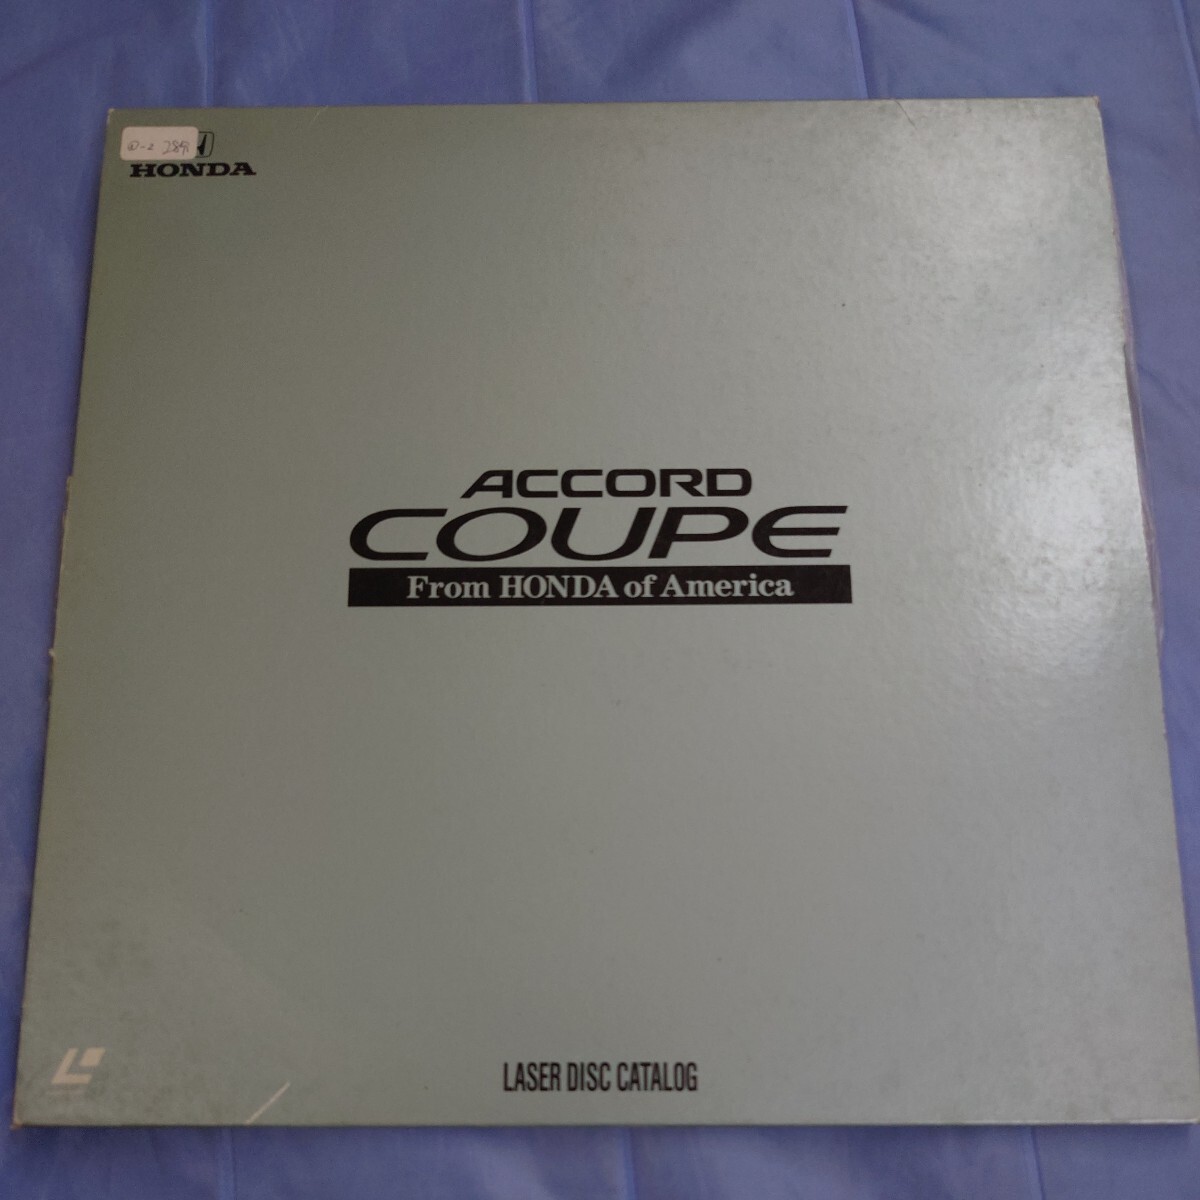 HONDA
ACCORD
COUPE
From HONDA of America
LASER DISC CATALOG